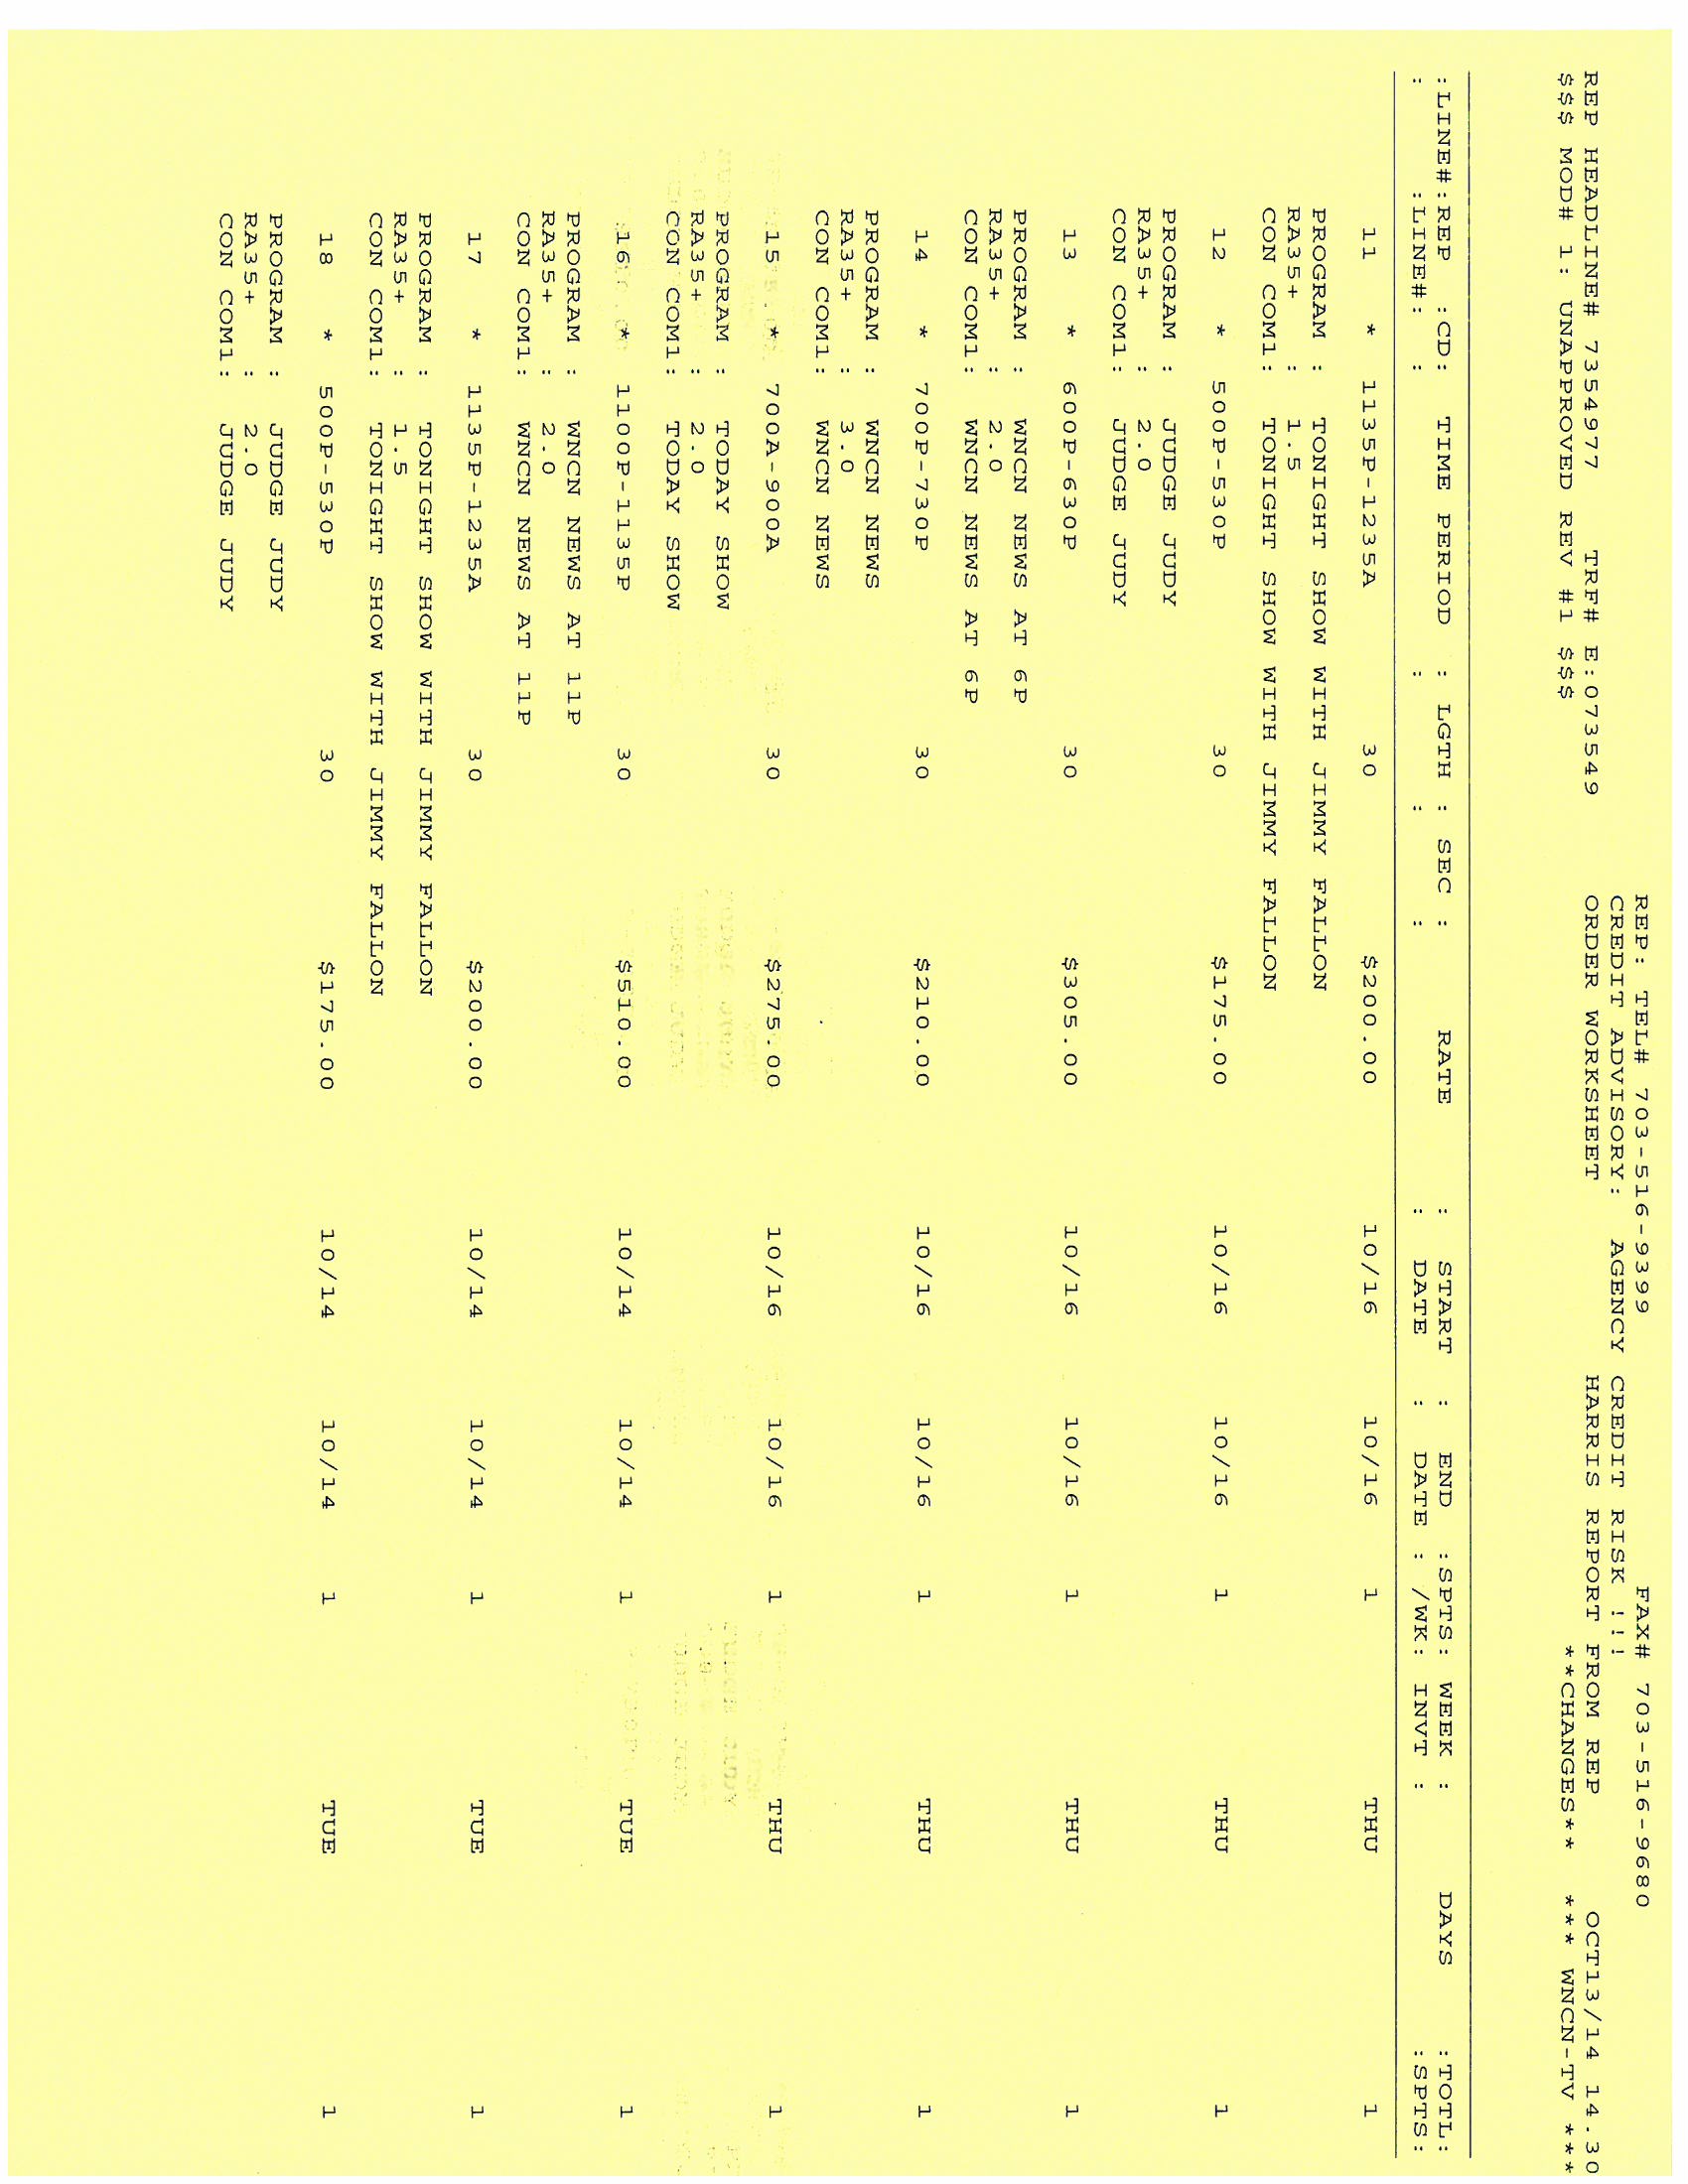 REP: TEL# 703-516-9399 FAX# 703-516-9680
CREDIT ADVISORY: AGENCY CREDIT RISK !!!
REP HEADLINE# 7354977 TRF# E:073549 ORDER WORKSHEET HARRIS REPORT FROM REP OCT13/14 14.30
$$$ MOD# 1: UNAPPROVED REV #1 $$$ **CHANGES** *** WNCN-TV ***
:LINE#:REP :CD: TIME PERIOD : LGTH : SEC : RATE : START : END :SPTS: WEEK : DAYS :TOTL:
: :LINE#: : : : : DATE : DATE : /WK: INVT : :SPTS:
11 * 1135P-1235A 30 $200.00 10/16 10/16 1 THU 1
PROGRAM : TONIGHT SHOW WITH JIMMY FALLON
RA35+ : 1.5
CON COM1: TONIGHT SHOW WITH JIMMY FALLON
12 * 500P-530P 30 $175.00 10/16 10/16 1 THU 1
PROGRAM : JUDGE JUDY
RA35+ : 2.0
CON COM1: JUDGE JUDY
13 * 600P-630P 30 $305.00 10/16 10/16 1 THU 1
PROGRAM : WNCN NEWS AT 6P
RA35+ : 2.0
CON COM1: WNCN NEWS AT 6P
14 * 700P-730P 30 $210.00 10/16 10/16 1 THU 1
PROGRAM : WNCN NEWS
RA35+ : 3.0
CON COM1: WNCN NEWS
15 * 700A-900A 30 $275.00 10/16 10/16 1 THU 1
PROGRAM : TODAY SHOW
RA35+ : 2.0
CON COM1: TODAY SHOW
16 * 1100P-1135P 30 $510.00 10/14 10/14 1 TUE 1
PROGRAM : WNCN NEWS AT 11P
RA35+ : 2.0
CON COM1: WNCN NEWS AT 11P
17 * 1135P-1235A 30 $200.00 10/14 10/14 1 TUE 1
PROGRAM : TONIGHT SHOW WITH JIMMY FALLON
RA35+ : 1.5
CON COM1: TONIGHT SHOW WITH JIMMY FALLON
18 * 500P-530P 30 $175.00 10/14 10/14 1 TUE 1
PROGRAM : JUDGE JUDY
RA35+ : 2.0
CON COM1: JUDGE JUDY